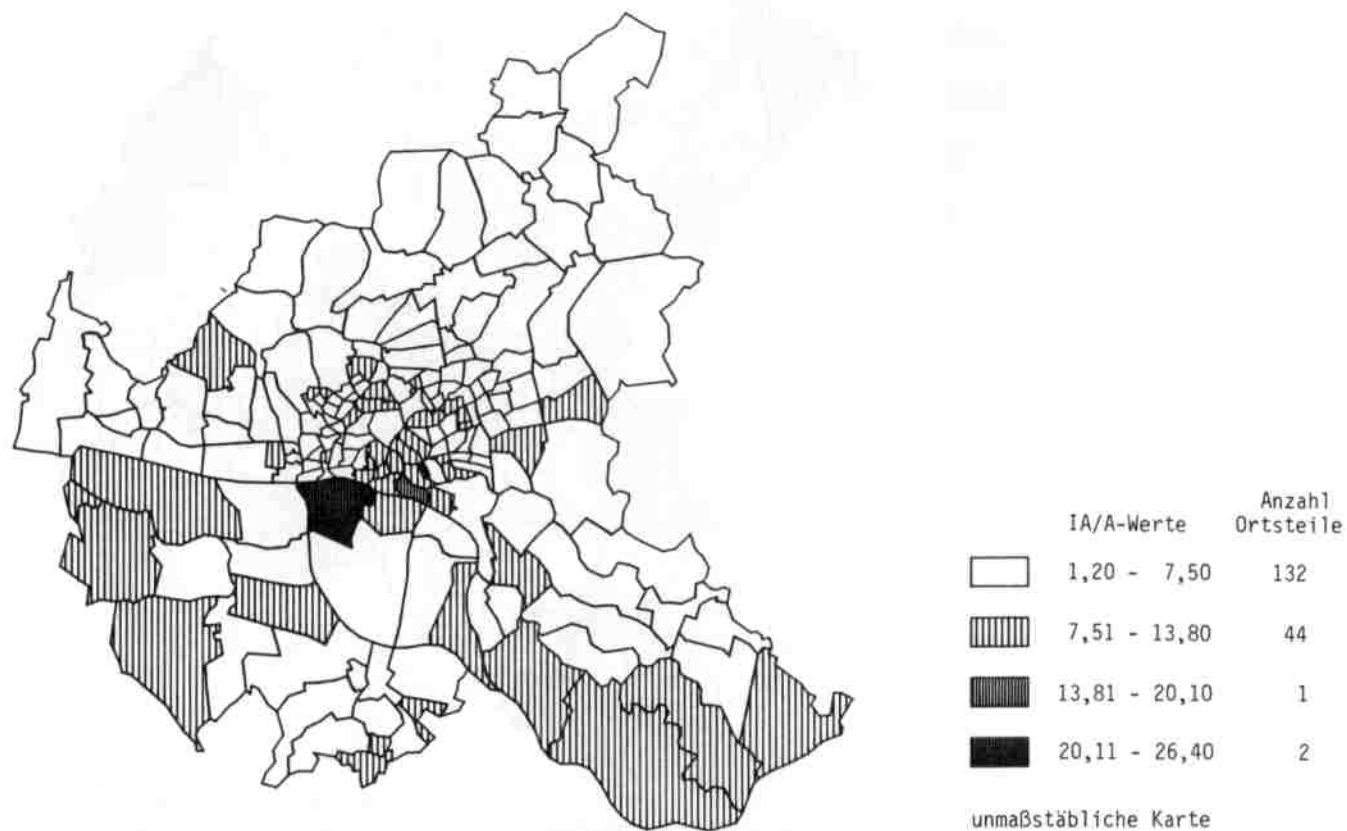 Anzahl
IA/A-Werte Ortsteile
1,20 - 7,50 132
7,51 - 13,80 44
13,81 - 20,10 1
20,11 - 26,40 2
unmaßstäbliche Karte